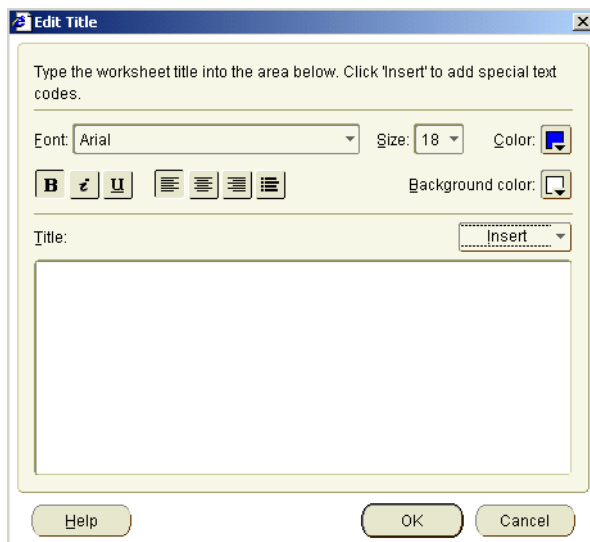 Edit Title
Type the worksheet title into the area below. Click 'Insert' to add special text
codes.
Font: Arial Size: 18 Color:
B i U Background color:
Title: Insert
Help OK Cancel